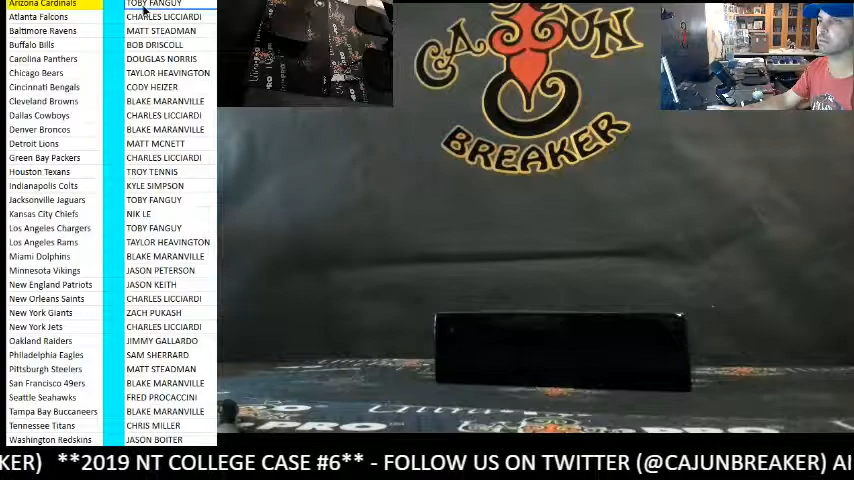 Arizona Cardinals TOBY FANGUY
Atlanta Falcons CHARLES LICCIARDI
Baltimore Ravens MATT STEADMAN
Buffalo Bills BOB DRISCOLL
Carolina Panthers DOUGLAS NORRIS
Chicago Bears TAYLOR HEAVINGTON
Cincinnati Bengals CODY HEIZER
Cleveland Browns BLAKE MARANVILLE
Dallas Cowboys CHARLES LICCIARDI
Denver Broncos BLAKE MARANVILLE
Detroit Lions MATT MCNETT
Green Bay Packers CHARLES LICCIARDI
Houston Texans TROY TENNIS
Indianapolis Colts KYLE SIMPSON
Jacksonville Jaguars TOBY FANGUY
Kansas City Chiefs NIK LE
Los Angeles Chargers TOBY FANGUY
Los Angeles Rams TAYLOR HEAVINGTON
Miami Dolphins BLAKE MARANVILLE
Minnesota Vikings JASON PETERSON
New England Patriots JASON KEITH
New Orleans Saints CHARLES LICCIARDI
New York Giants ZACH PUKASH
New York Jets CHARLES LICCIARDI
Oakland Raiders JIMMY GALLARDO
Philadelphia Eagles SAM SHERRARD
Pittsburgh Steelers MATT STEADMAN
San Francisco 49ers BLAKE MARANVILLE
Seattle Seahawks FRED PROCACCINI
Tampa Bay Buccaneers BLAKE MARANVILLE
Tennessee Titans CHRIS MILLER
Washington Redskins JASON BOITER
CAJUN
BREAKER
PRO
KER) **2019 NT COLLEGE CASE #6** - FOLLOW US ON TWITTER (@CAJUNBREAKER) AI